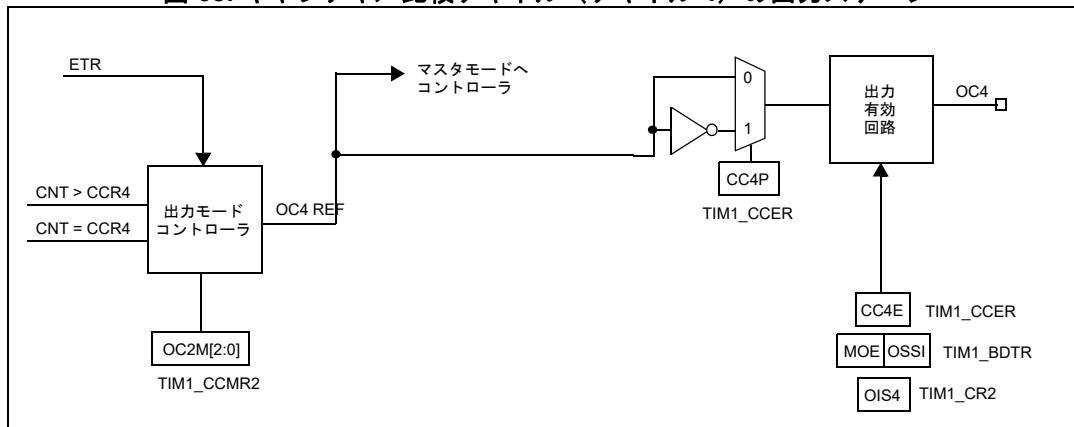 ETR
マスタモードへ
コントローラ
0
1
出力
有効
回路
OC4
CC4P
TIM1_CCER
CNT > CCR4
CNT = CCR4
出力モード
コントローラ
OC4 REF
OC2M[2:0]
TIM1_CCMR2
CC4E TIM1_CCER
MOE OSSI TIM1_BDTR
OIS4 TIM1_CR2